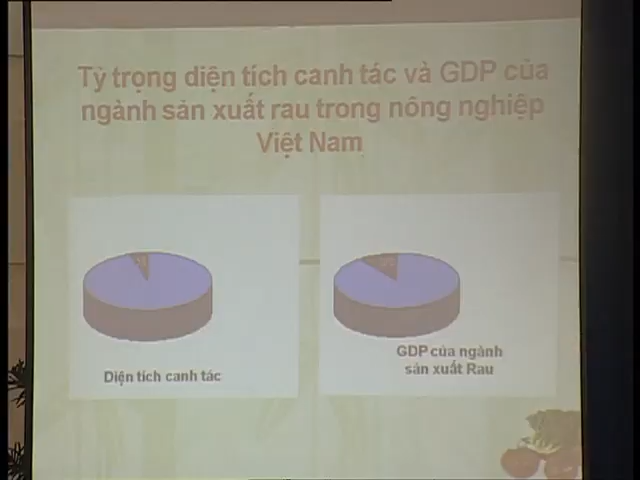 Tỷ trọng diện tích canh tác và GDP của
ngành sản xuất rau trong nông nghiệp
Việt Nam
Diện tích canh tác
GDP của ngành
sản xuất Rau